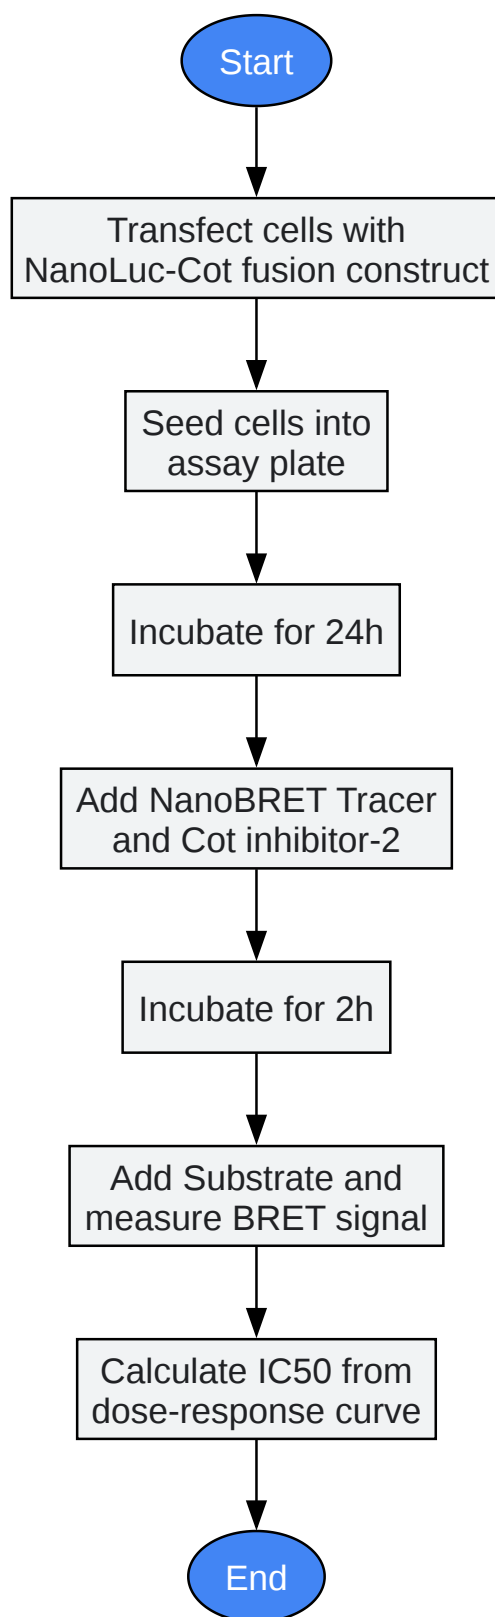 Start
Transfect cells with
NanoLuc-Cot fusion construct
Seed cells into
assay plate
Incubate for 24h
Add NanoBRET Tracer
and Cot inhibitor-2
Incubate for 2h
Add Substrate and
measure BRET signal
Calculate IC50 from
dose-response curve
End